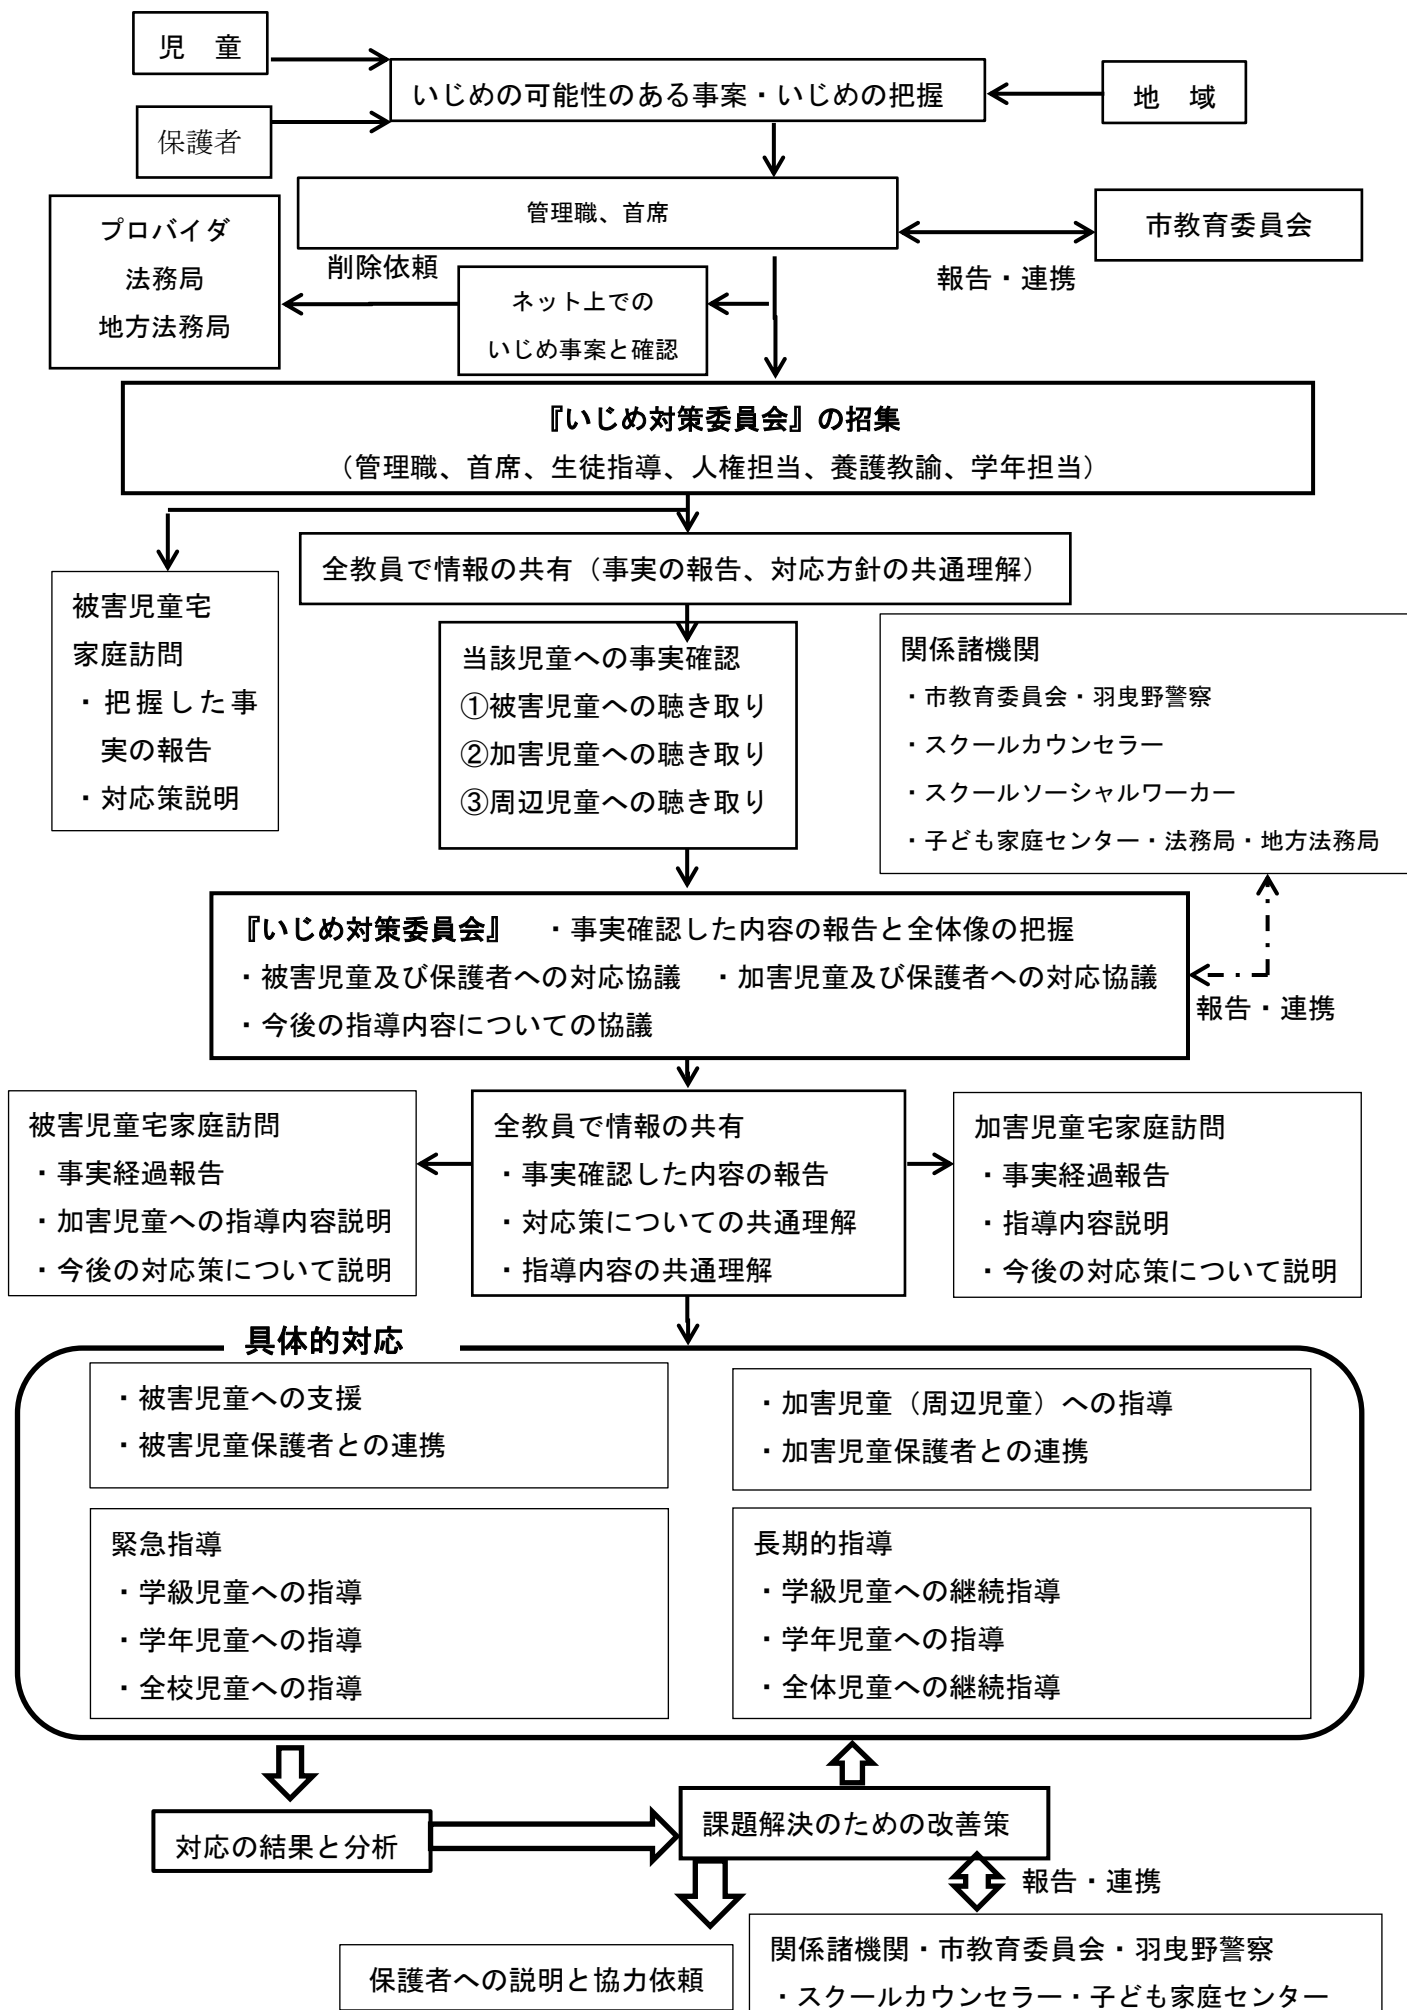 児　童
いじめの可能性のある事案・いじめの把握
地　域
保護者
管理職、首席
市教育委員会
報告・連携
プロバイダ
法務局
地方法務局
削除依頼
ネット上での
いじめ事案と確認
『いじめ対策委員会』の招集
（管理職、首席、生徒指導、人権担当、養護教諭、学年担当）
全教員で情報の共有（事実の報告、対応方針の共通理解）
被害児童宅
家庭訪問
・把握した事
実の報告
・対応策説明
当該児童への事実確認
①被害児童への聴き取り
②加害児童への聴き取り
③周辺児童への聴き取り
関係諸機関
・市教育委員会・羽曳野警察
・スクールカウンセラー
・スクールソーシャルワーカー
・子ども家庭センター・法務局・地方法務局
『いじめ対策委員会』　・事実確認した内容の報告と全体像の把握
・被害児童及び保護者への対応協議　・加害児童及び保護者への対応協議
・今後の指導内容についての協議
報告・連携
被害児童宅家庭訪問
・事実経過報告
・加害児童への指導内容説明
・今後の対応策について説明
全教員で情報の共有
・事実確認した内容の報告
・対応策についての共通理解
・指導内容の共通理解
加害児童宅家庭訪問
・事実経過報告
・指導内容説明
・今後の対応策について説明
具体的対応
・被害児童への支援
・被害児童保護者との連携
・加害児童（周辺児童）への指導
・加害児童保護者との連携
緊急指導
・学級児童への指導
・学年児童への指導
・全校児童への指導
長期的指導
・学級児童への継続指導
・学年児童への指導
・全体児童への継続指導
対応の結果と分析
課題解決のための改善策
報告・連携
保護者への説明と協力依頼
関係諸機関・市教育委員会・羽曳野警察
・スクールカウンセラー・子ども家庭センター